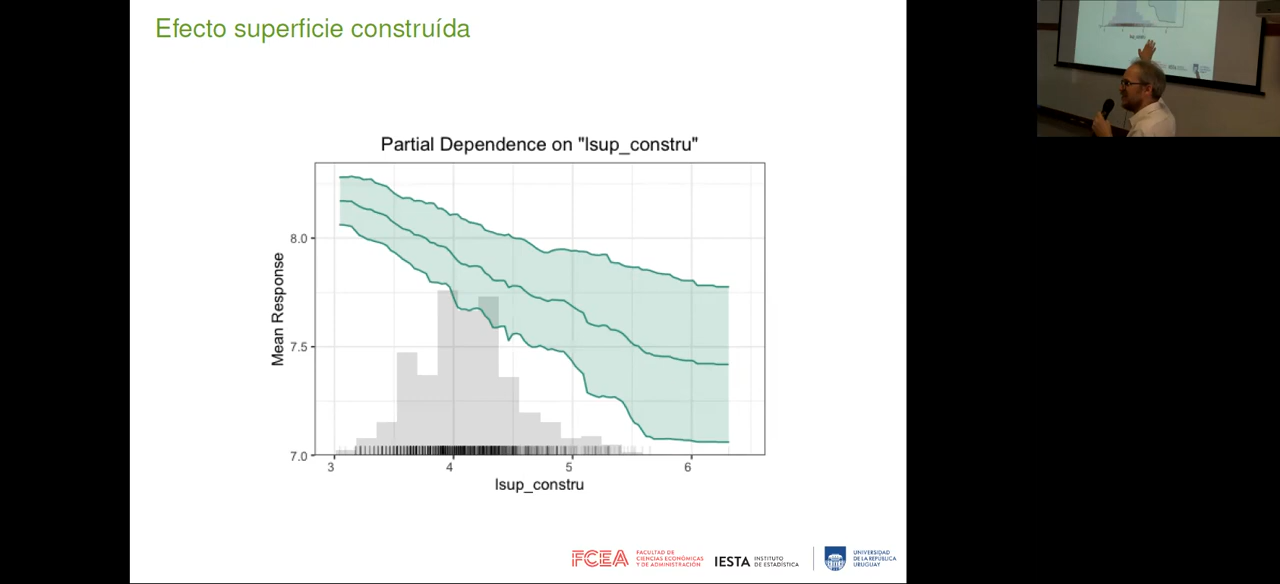 Efecto superficie construída
Partial Dependence on "lsup_constru"
Mean Response
8.0
7.5
7.0
3 4 5 6
lsup_constru
FCEA FACULTAD DE
CIENCIAS ECONÓMICAS
Y DE ADMINISTRACIÓN
IESTA INSTITUTO
DE ESTADÍSTICA
UNIVERSIDAD
DE LA REPÚBLICA
URUGUAY